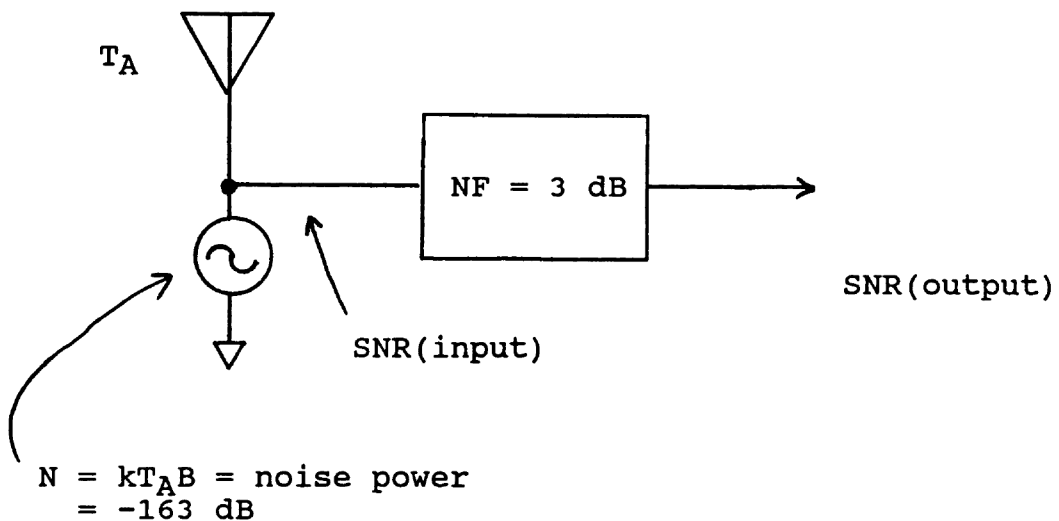 T_A
NF = 3 dB
SNR(output)
SNR(input)
N = kT_AB = noise power
= -163 dB